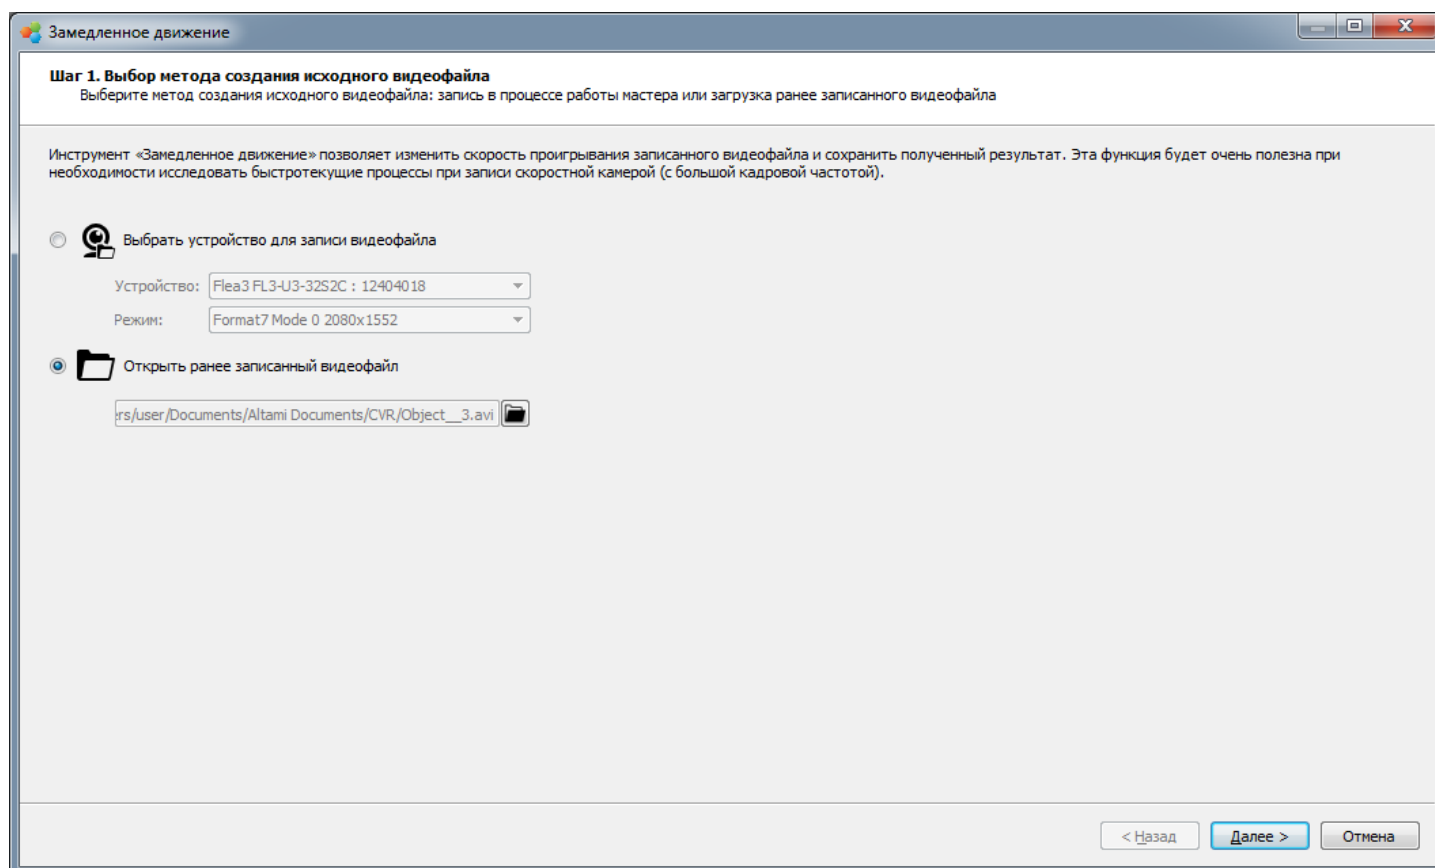 Замедленное движение
Шаг 1. Выбор метода создания исходного видеофайла
Выберите метод создания исходного видеофайла: запись в процессе работы мастера или загрузка ранее записанного видеофайла
Инструмент «Замедленное движение» позволяет изменить скорость проигрывания записанного видеофайла и сохранить полученный результат. Эта функция будет очень полезна при
необходимости исследовать быстротекущие процессы при записи скоростной камерой (с большой кадровой частотой).
Выбрать устройство для записи видеофайла
Устройство: Flea3 FL3-U3-32S2C : 12404018
Режим: Format7 Mode 0 2080x1552
Открыть ранее записанный видеофайл
ers/user/Documents/Altami Documents/CVR/Object__3.avi
< Назад Далее > Отмена